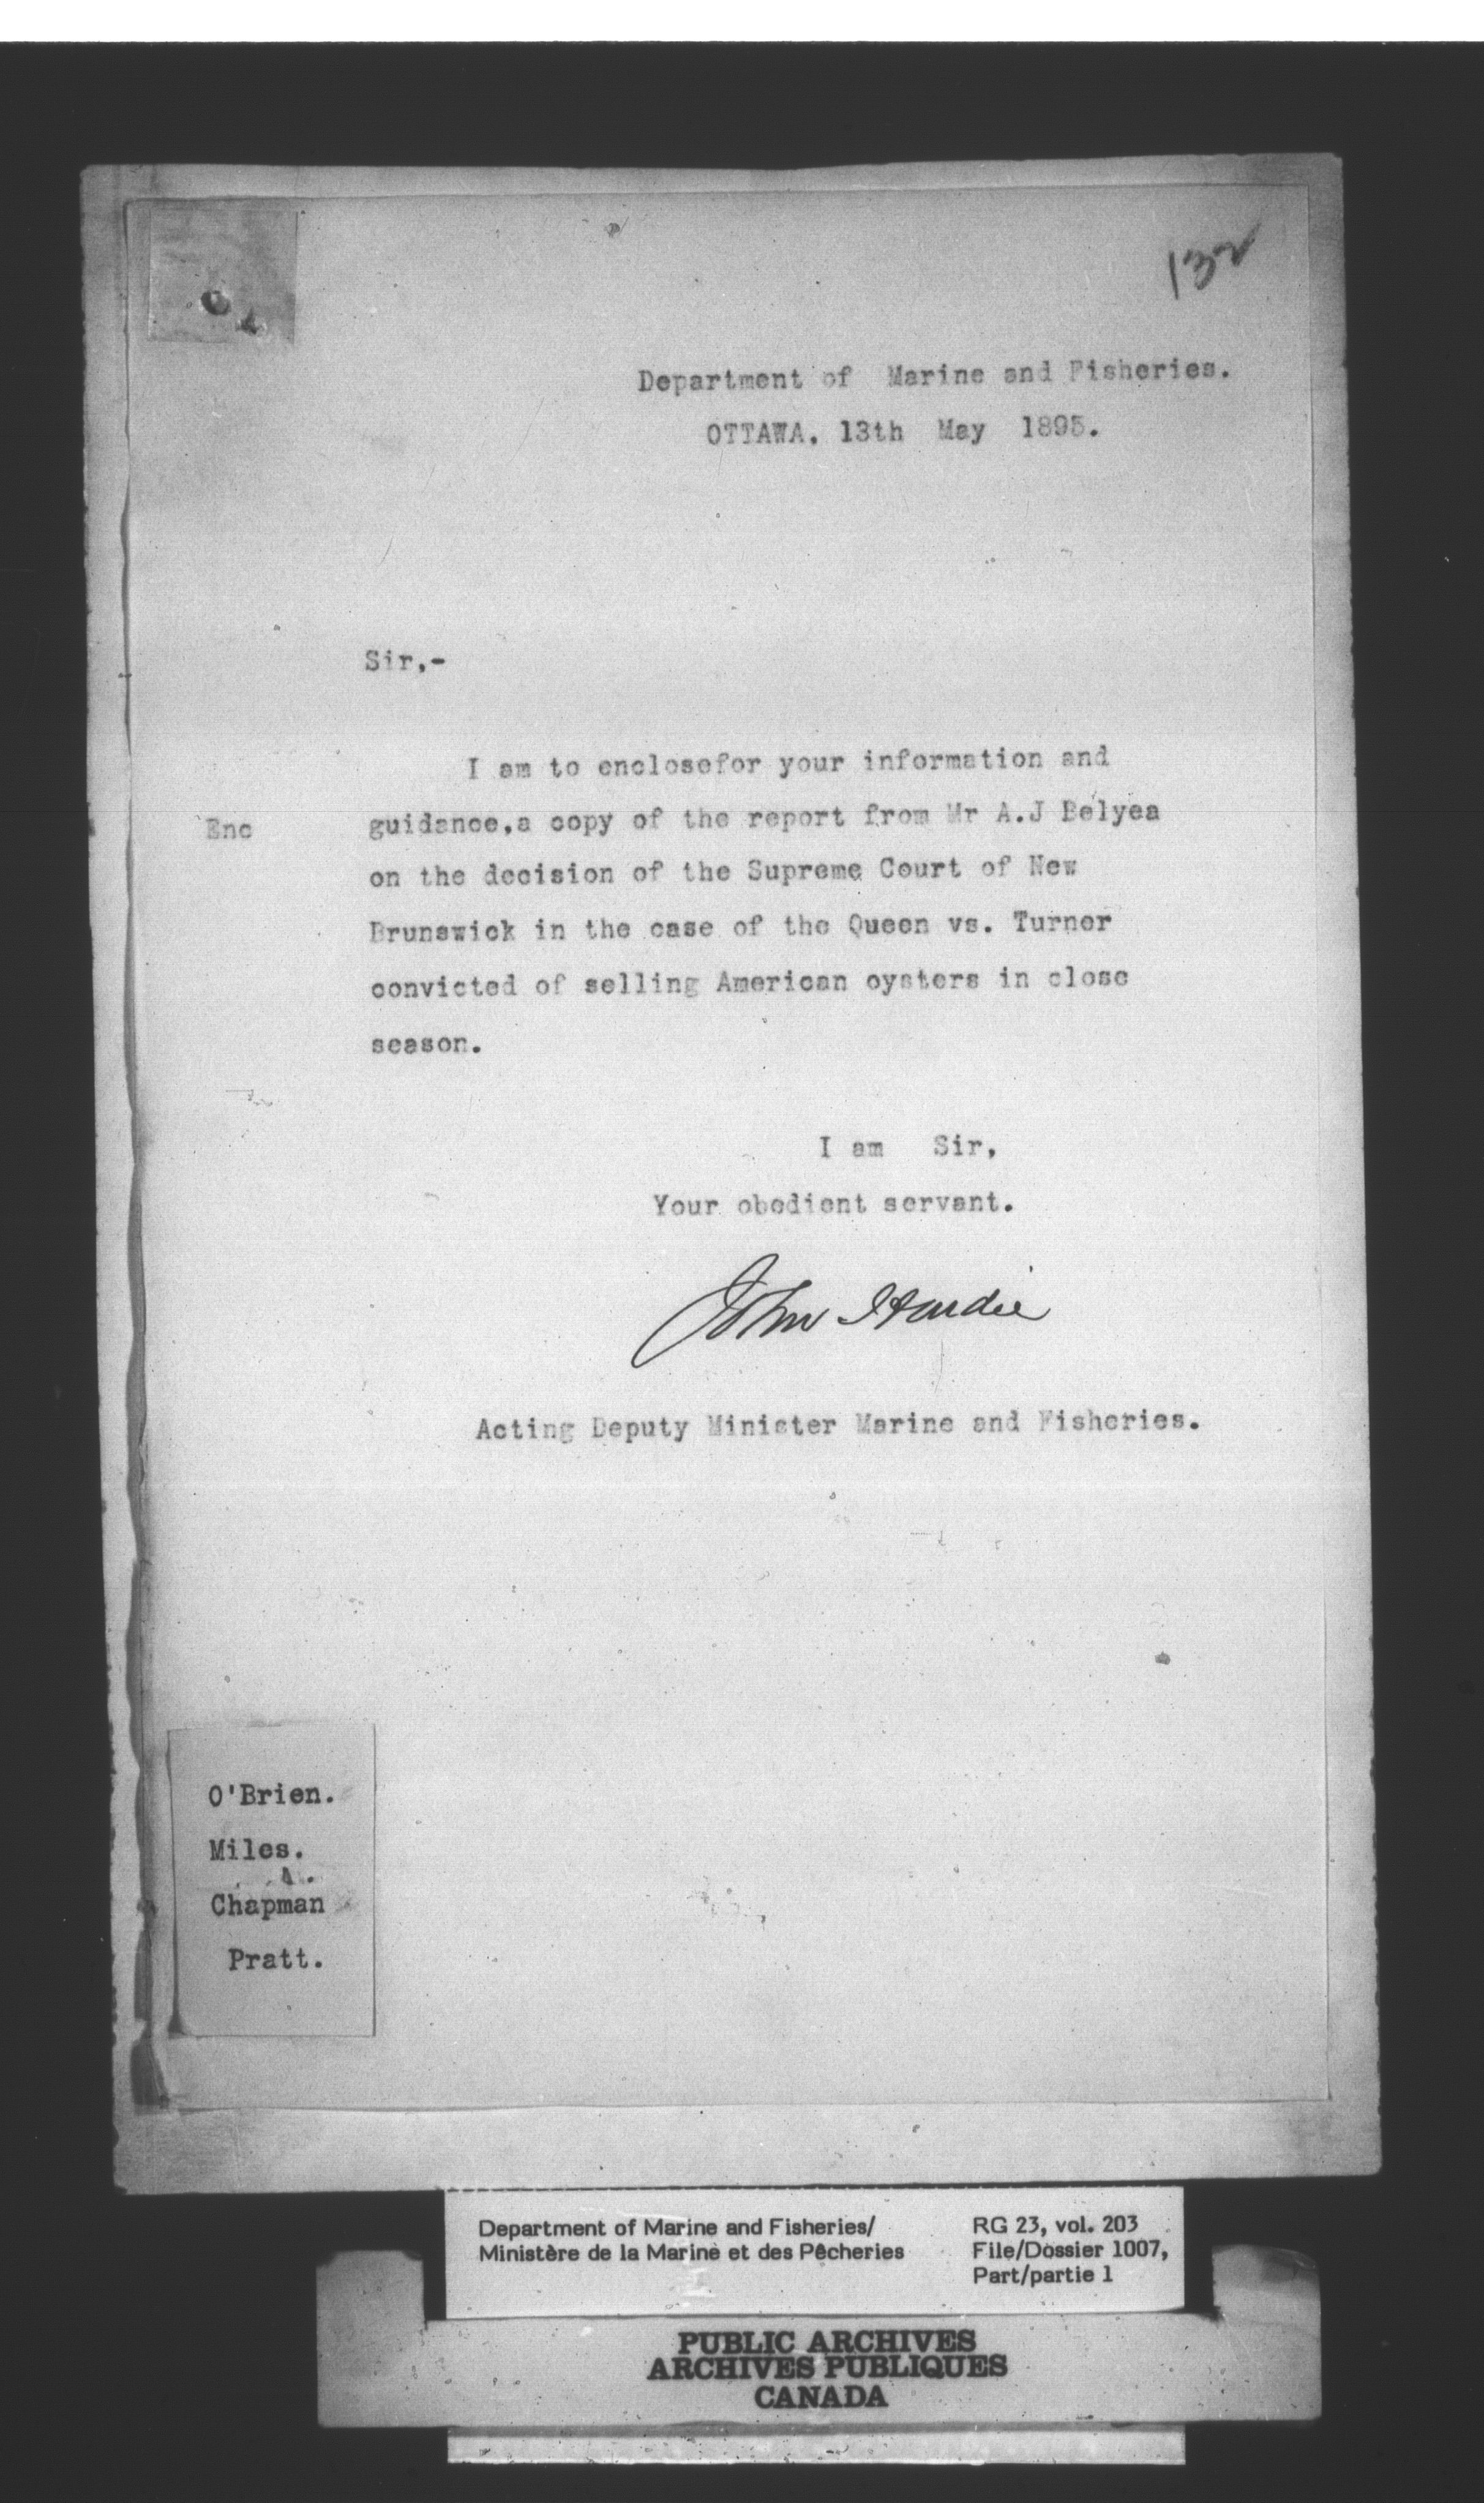 132
Department of Marine and Fisheries.
OTTAWA. 13th May 1895.
Sir,-
I am to enclosefor your information and
Enc guidance,a copy of the report from Mr A.J Belyea
on the decision of the Supreme Court of New
Brunswick in the case of the Queen vs. Turner
convicted of selling American oysters in close
season.
I am Sir,
Your obedient servant.
John Hardie
Acting Deputy Minister Marine and Fisheries.
O'Brien.
Miles.
Chapman
Pratt.
Department of Marine and Fisheries/
Ministère de la Marine et des Pêcheries
RG 23, vol. 203
File/Dossier 1007,
Part/partie 1
PUBLIC ARCHIVES
ARCHIVES PUBLIQUES
CANADA